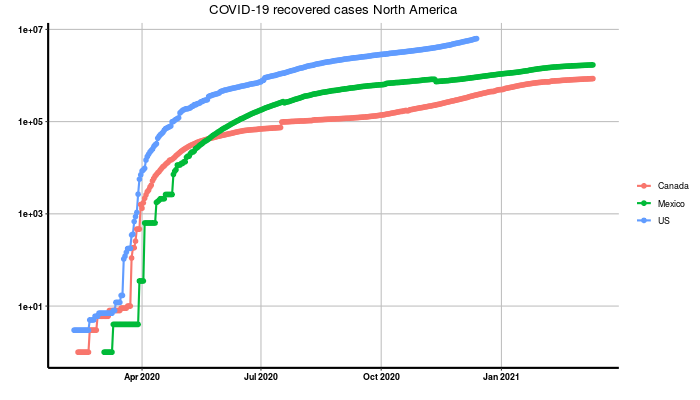 COVID-19 recovered cases North America
1e+07
1e+05
1e+03
1e+01
Apr 2020 Jul 2020 Oct 2020 Jan 2021
Canada
Mexico
US